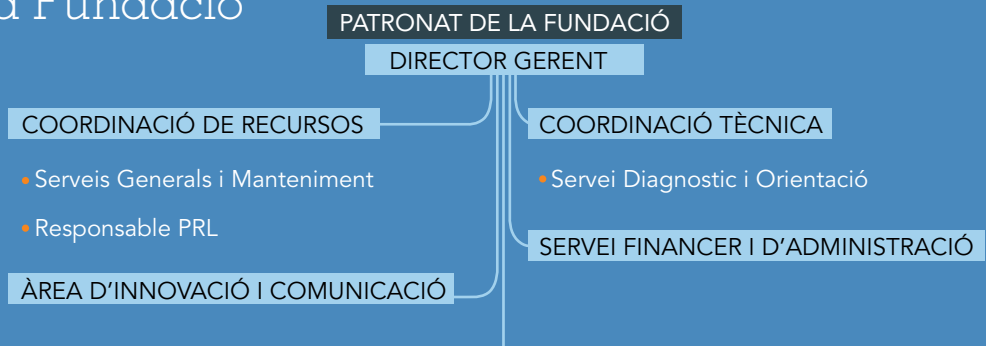 a Fundació
PATRONAT DE LA FUNDACIÓ
DIRECTOR GERENT
COORDINACIÓ DE RECURSOS
• Serveis Generals i Manteniment
• Responsable PRL
ÀREA D'INNOVACIÓ I COMUNICACIÓ
COORDINACIÓ TÈCNICA
• Servei Diagnostic i Orientació
SERVEI FINANCER I D'ADMINISTRACIÓ